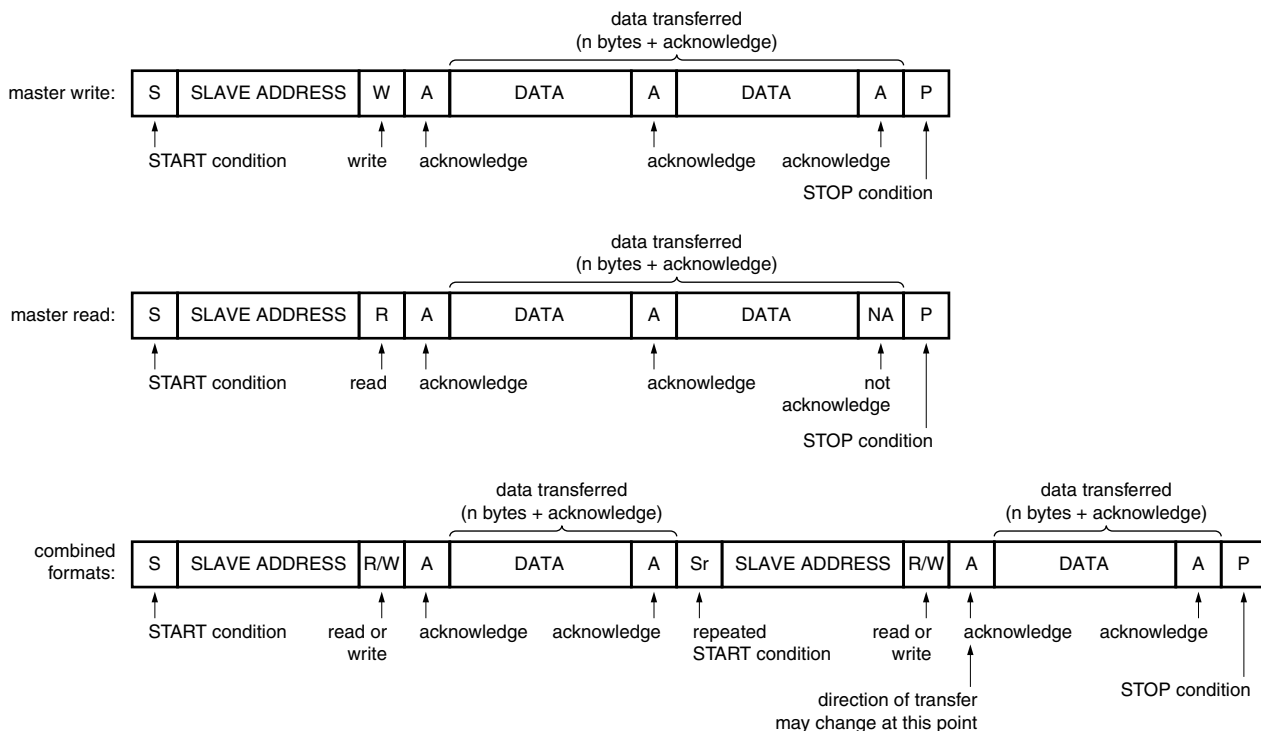 data transferred
(n bytes + acknowledge)
master write: S SLAVE ADDRESS W A DATA A DATA A P
START condition write acknowledge acknowledge acknowledge
STOP condition
data transferred
(n bytes + acknowledge)
master read: S SLAVE ADDRESS R A DATA A DATA NA P
START condition read acknowledge acknowledge not
acknowledge
STOP condition
data transferred data transferred
(n bytes + acknowledge) (n bytes + acknowledge)
combined
formats:
S SLAVE ADDRESS R/W A DATA A Sr SLAVE ADDRESS R/W A DATA A P
START condition read or acknowledge acknowledge repeated read or acknowledge acknowledge
write START condition write
direction of transfer STOP condition
may change at this point